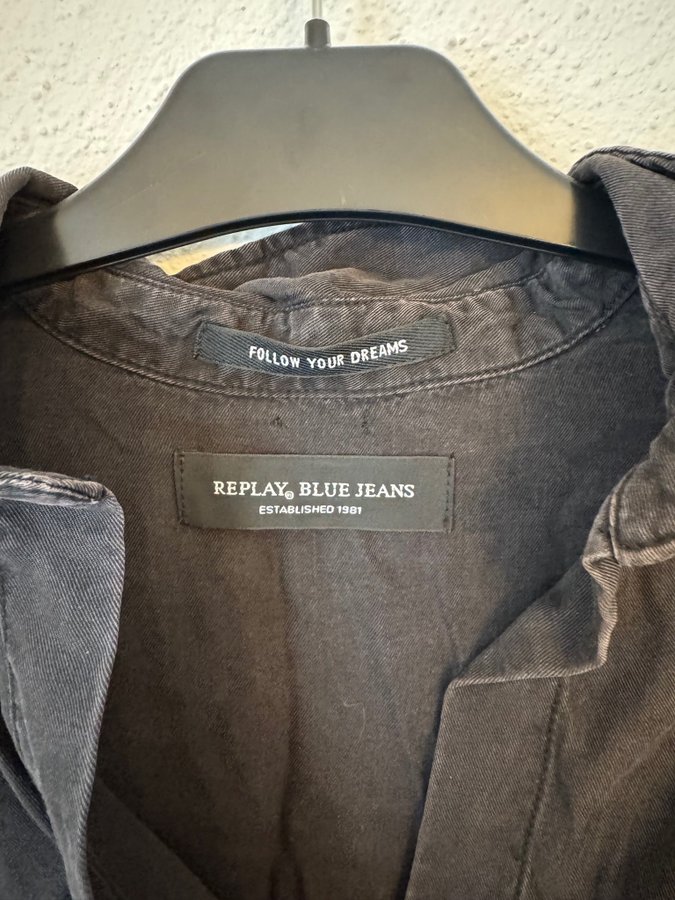 FOLLOW YOUR DREAMS
REPLAY® BLUE JEANS
ESTABLISHED 1981